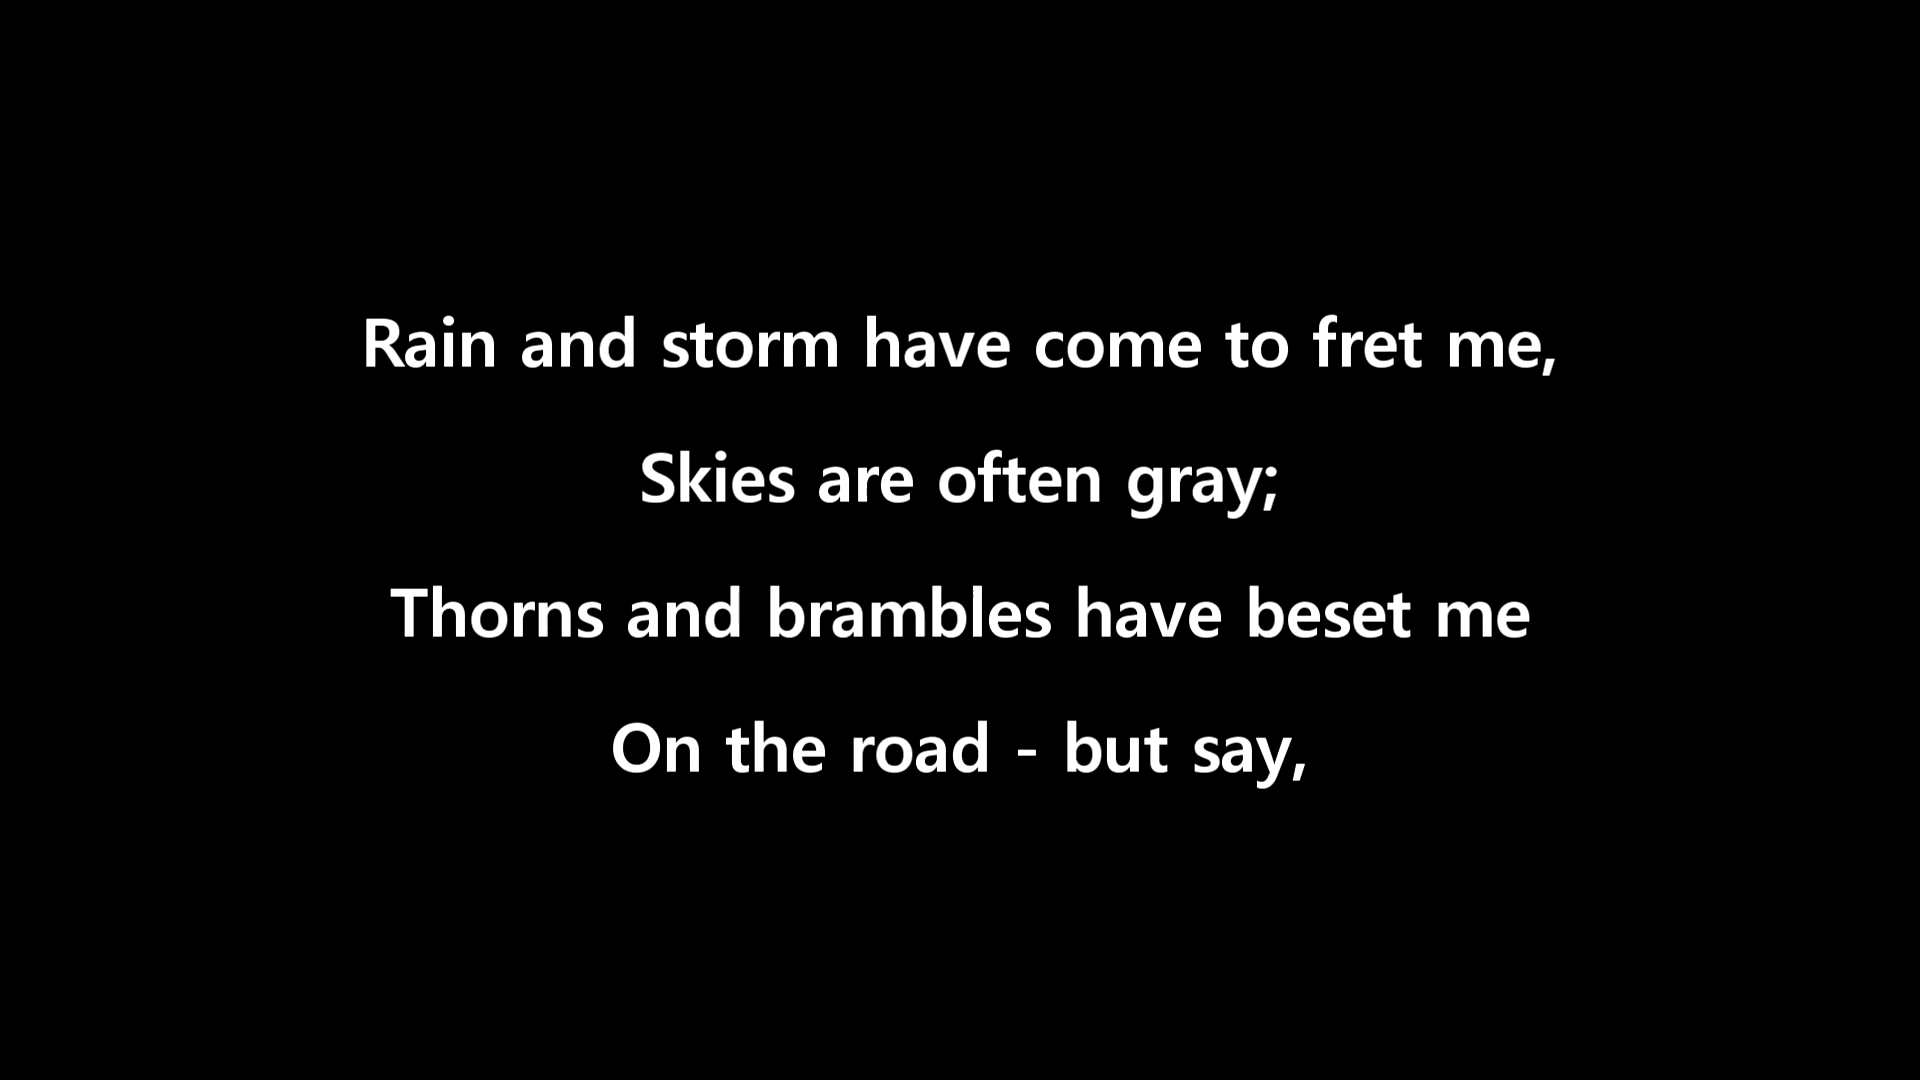 Rain and storm have come to fret me,
Skies are often gray;
Thorns and brambles have beset me
On the road - but say,